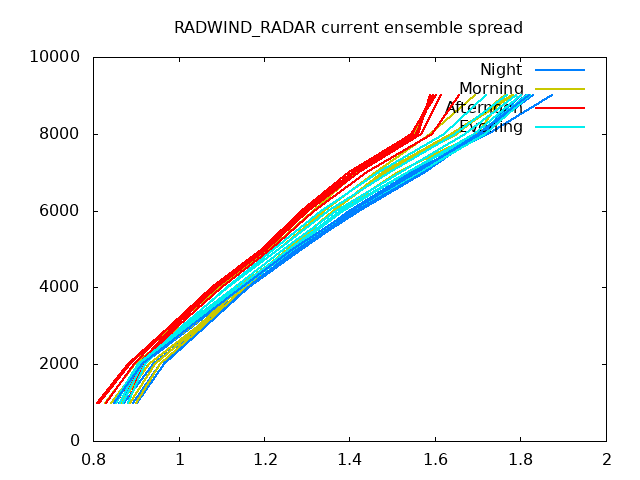 RADWIND_RADAR current ensemble spread
10000
8000
6000
4000
2000
0
Night
Morning
Afternoon
Evening
0.8 1 1.2 1.4 1.6 1.8 2